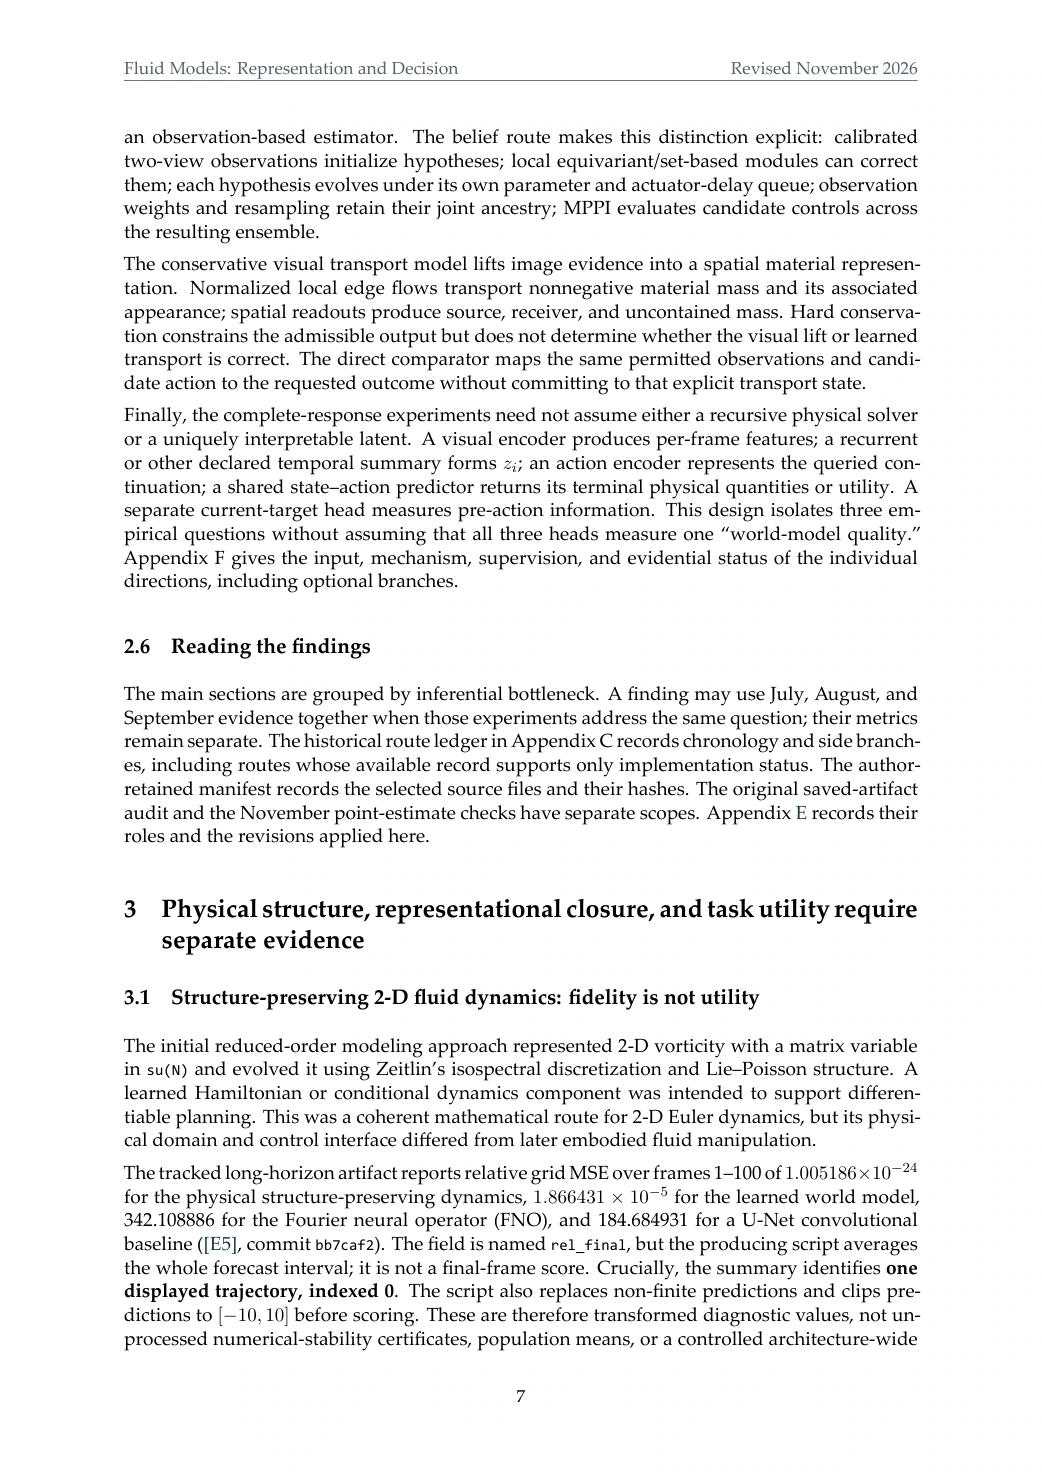 Fluid Models: Representation and Decision Revised November 2026
an observation-based estimator. The belief route makes this distinction explicit: calibrated
two-view observations initialize hypotheses; local equivariant/set-based modules can correct
them; each hypothesis evolves under its own parameter and actuator-delay queue; observation
weights and resampling retain their joint ancestry; MPPI evaluates candidate controls across
the resulting ensemble.
The conservative visual transport model lifts image evidence into a spatial material represen-
tation. Normalized local edge flows transport nonnegative material mass and its associated
appearance; spatial readouts produce source, receiver, and uncontained mass. Hard conserva-
tion constrains the admissible output but does not determine whether the visual lift or learned
transport is correct. The direct comparator maps the same permitted observations and candi-
date action to the requested outcome without committing to that explicit transport state.
Finally, the complete-response experiments need not assume either a recursive physical solver
or a uniquely interpretable latent. A visual encoder produces per-frame features; a recurrent
or other declared temporal summary forms zᵢ; an action encoder represents the queried con-
tinuation; a shared state–action predictor returns its terminal physical quantities or utility. A
separate current-target head measures pre-action information. This design isolates three em-
pirical questions without assuming that all three heads measure one “world-model quality.”
Appendix F gives the input, mechanism, supervision, and evidential status of the individual
directions, including optional branches.
2.6 Reading the findings
The main sections are grouped by inferential bottleneck. A finding may use July, August, and
September evidence together when those experiments address the same question; their metrics
remain separate. The historical route ledger in Appendix C records chronology and side branch-
es, including routes whose available record supports only implementation status. The author-
retained manifest records the selected source files and their hashes. The original saved-artifact
audit and the November point-estimate checks have separate scopes. Appendix E records their
roles and the revisions applied here.
3 Physical structure, representational closure, and task utility require
separate evidence
3.1 Structure-preserving 2-D fluid dynamics: fidelity is not utility
The initial reduced-order modeling approach represented 2-D vorticity with a matrix variable
in su(N) and evolved it using Zeitlin’s isospectral discretization and Lie–Poisson structure. A
learned Hamiltonian or conditional dynamics component was intended to support differen-
tiable planning. This was a coherent mathematical route for 2-D Euler dynamics, but its physi-
cal domain and control interface differed from later embodied fluid manipulation.
The tracked long-horizon artifact reports relative grid MSE over frames 1–100 of 1.005186×10⁻²⁴
for the physical structure-preserving dynamics, 1.866431 × 10⁻⁵ for the learned world model,
342.108886 for the Fourier neural operator (FNO), and 184.684931 for a U-Net convolutional
baseline ([E5], commit bb7caf2). The field is named rel_final, but the producing script averages
the whole forecast interval; it is not a final-frame score. Crucially, the summary identifies one
displayed trajectory, indexed 0. The script also replaces non-finite predictions and clips pre-
dictions to [−10, 10] before scoring. These are therefore transformed diagnostic values, not un-
processed numerical-stability certificates, population means, or a controlled architecture-wide
7